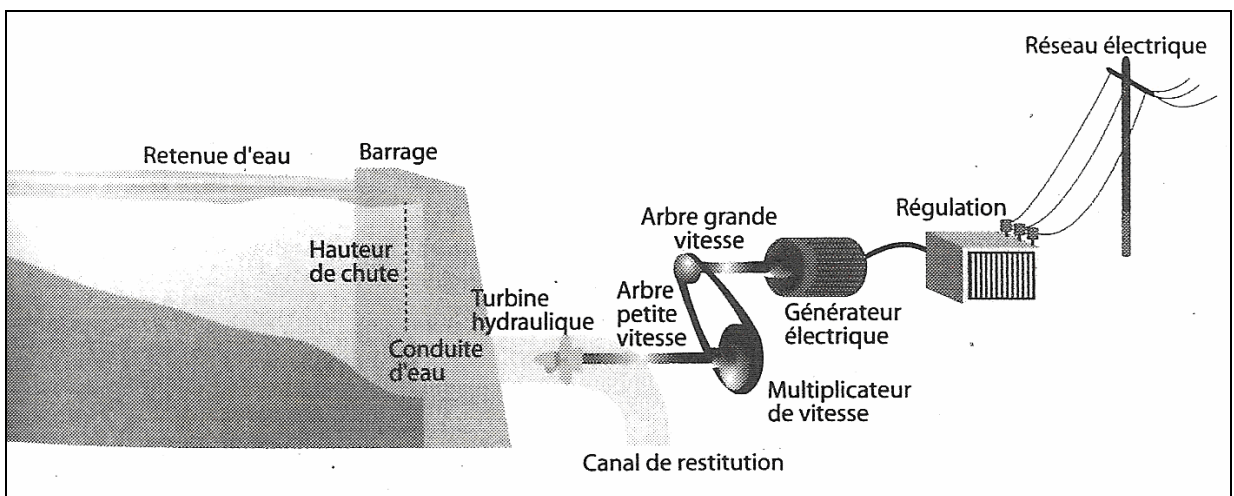 Réseau électrique
Retenue d'eau
Barrage
Arbre grande
vitesse
Régulation
Hauteur
de chute
Turbine
hydraulique
Arbre
petite
vitesse
Générateur
électrique
Conduite
d'eau
Multiplicateur
de vitesse
Canal de restitution